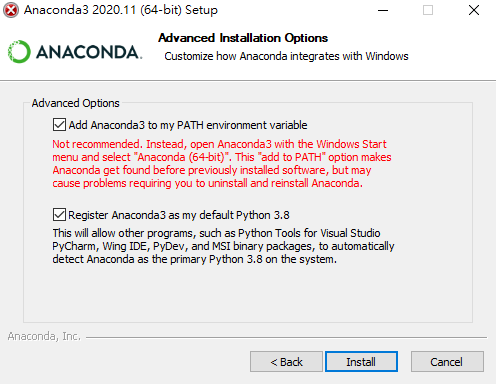 Anaconda3 2020.11 (64-bit) Setup
ANACONDA.
Advanced Installation Options
Customize how Anaconda integrates with Windows
Advanced Options
Add Anaconda3 to my PATH environment variable
Not recommended. Instead, open Anaconda3 with the Windows Start
menu and select "Anaconda (64-bit)". This "add to PATH" option makes
Anaconda get found before previously installed software, but may
cause problems requiring you to uninstall and reinstall Anaconda.
Register Anaconda3 as my default Python 3.8
This will allow other programs, such as Python Tools for Visual Studio
PyCharm, Wing IDE, PyDev, and MSI binary packages, to automatically
detect Anaconda as the primary Python 3.8 on the system.
Anaconda, Inc.
< Back
Install
Cancel